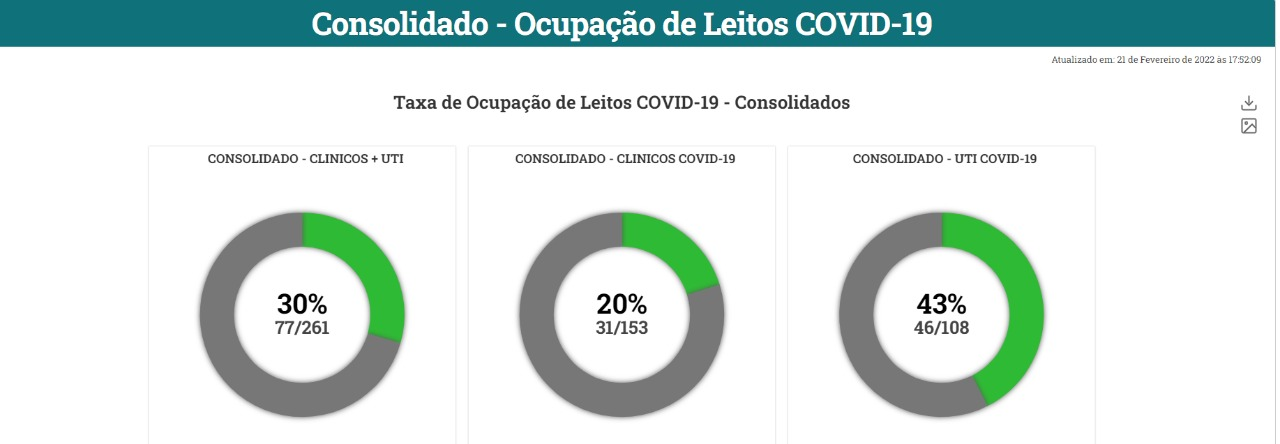 Consolidado - Ocupação de Leitos COVID-19
Atualizado em: 21 de Fevereiro de 2022 às 17:52:09
Taxa de Ocupação de Leitos COVID-19 - Consolidados
CONSOLIDADO - CLINICOS + UTI
30%
77/261
CONSOLIDADO - CLINICOS COVID-19
20%
31/153
CONSOLIDADO - UTI COVID-19
43%
46/108